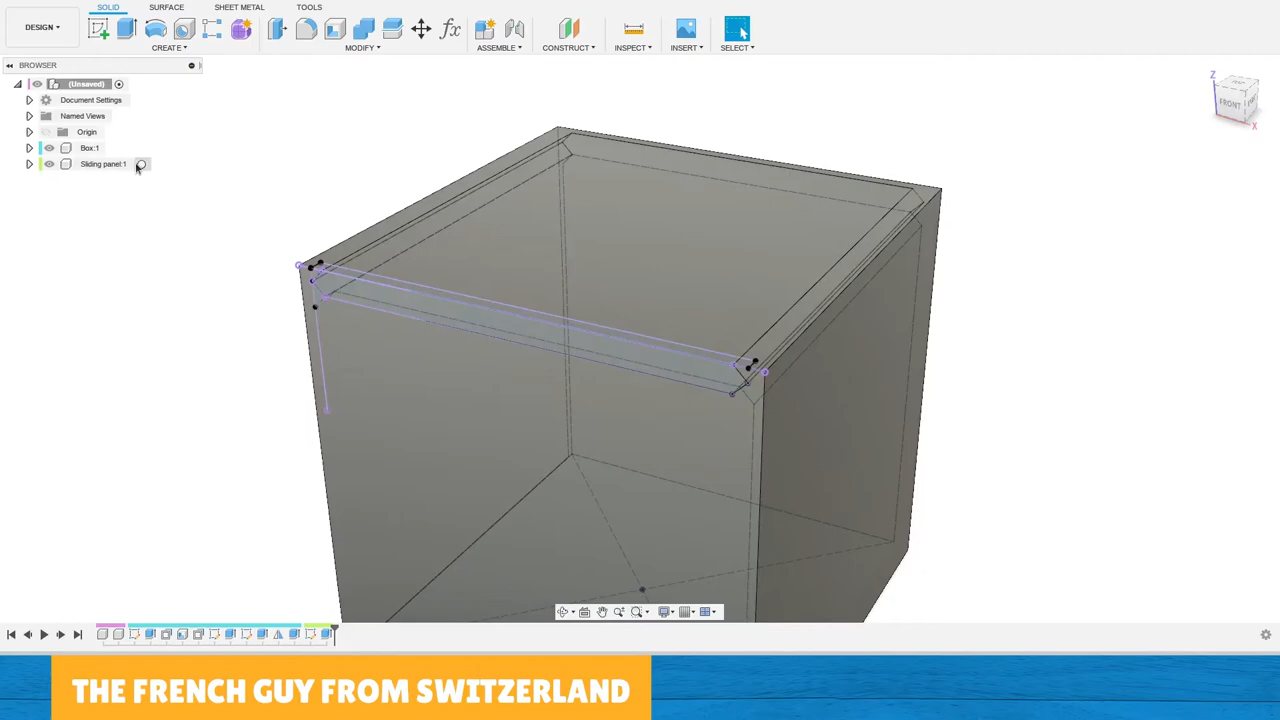 SOLID SURFACE SHEET METAL TOOLS
DESIGN ▾
CREATE ▾ MODIFY ▾ ASSEMBLE ▾ CONSTRUCT ▾ INSPECT ▾ INSERT ▾ SELECT ▾
BROWSER
(Unsaved)
Document Settings
Named Views
Origin
Box:1
Sliding panel:1
Z
TOP
FRONT
X
THE FRENCH GUY FROM SWITZERLAND